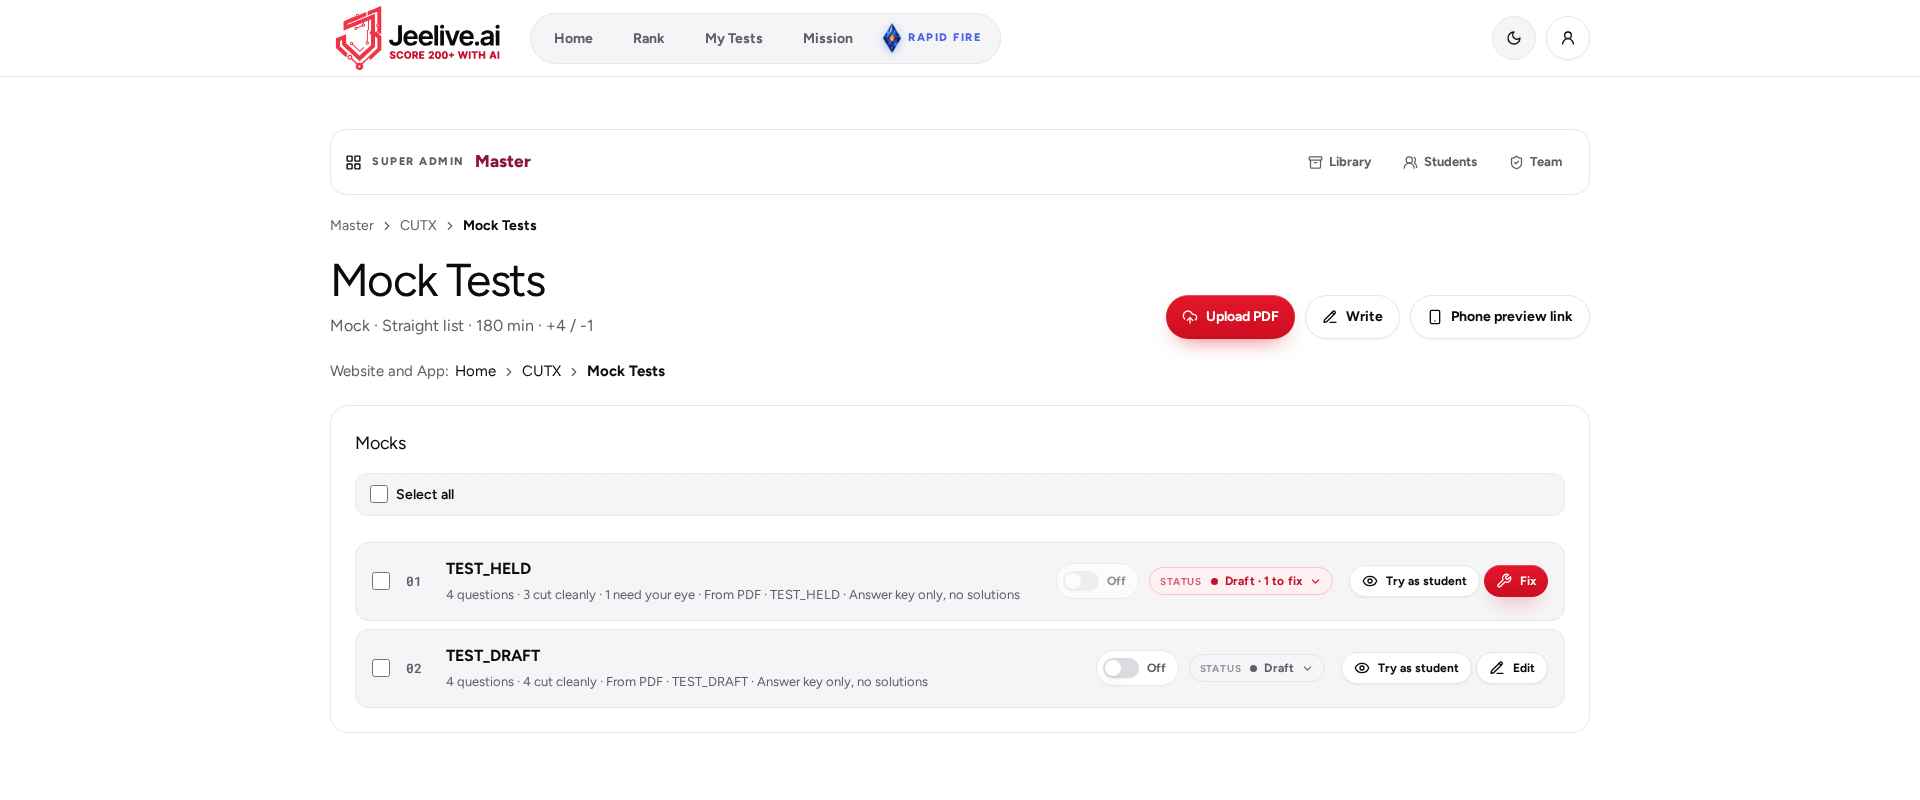 Jeelive.ai
SCORE 200+ WITH AI
Home Rank My Tests Mission RAPID FIRE
SUPER ADMIN Master Library Students Team
Master > CUTX > Mock Tests
Mock Tests
Mock · Straight list · 180 min · +4 / -1
Upload PDF Write Phone preview link
Website and App: Home > CUTX > Mock Tests
Mocks
Select all
01 TEST_HELD
4 questions · 3 cut cleanly · 1 need your eye · From PDF · TEST_HELD · Answer key only, no solutions
Off STATUS Draft · 1 to fix Try as student Fix
02 TEST_DRAFT
4 questions · 4 cut cleanly · From PDF · TEST_DRAFT · Answer key only, no solutions
Off STATUS Draft Try as student Edit